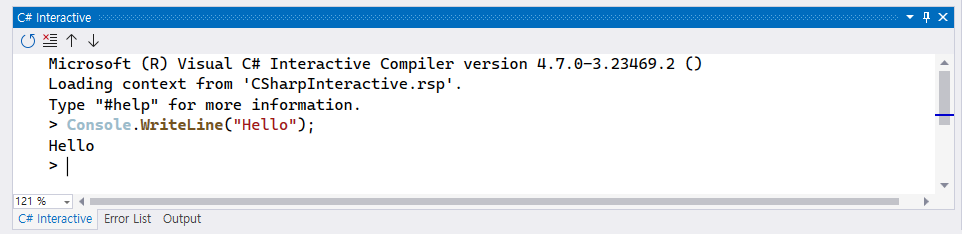 C# Interactive
Microsoft (R) Visual C# Interactive Compiler version 4.7.0-3.23469.2 ()
Loading context from 'CSharpInteractive.rsp'.
Type "#help" for more information.
> Console.WriteLine("Hello");
Hello
>
121 %
C# Interactive Error List Output